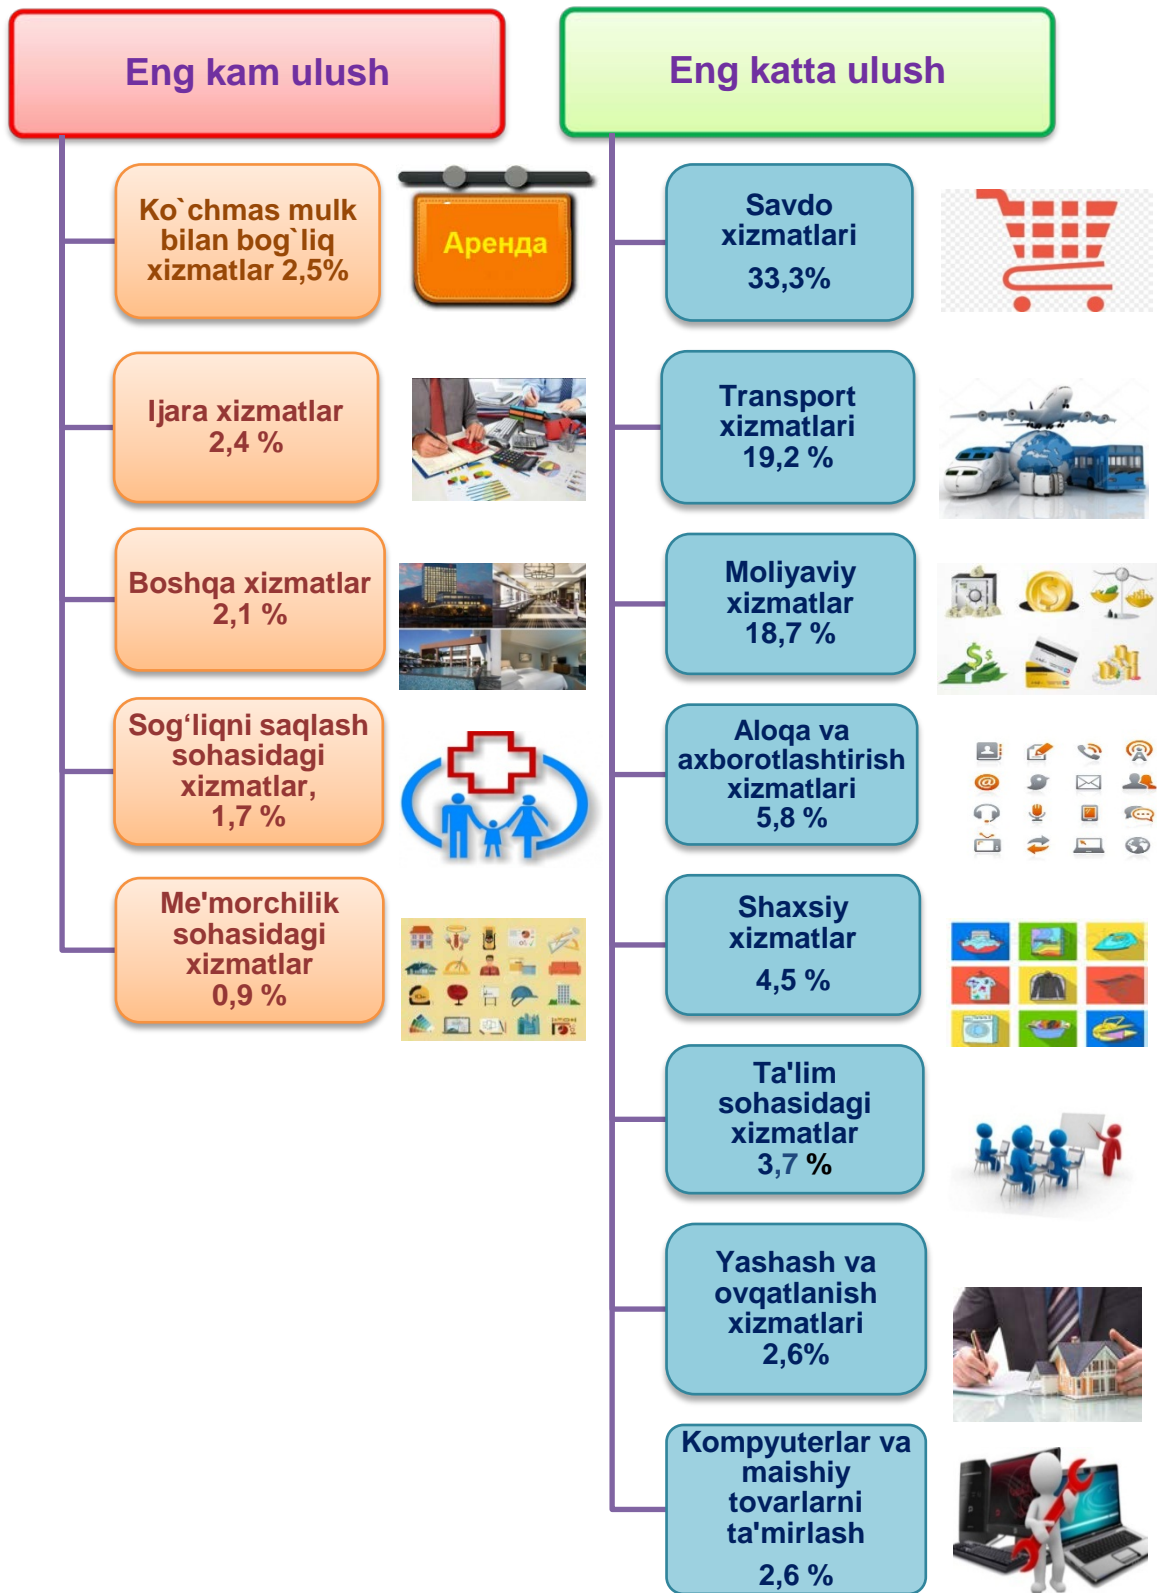 Eng kam ulush
Ko`chmas mulk
bilan bog`liq
xizmatlar 2,5%
Аренда
Ijara xizmatlar
2,4 %
Boshqa xizmatlar
2,1 %
Sog‘liqni saqlash
sohasidagi
xizmatlar,
1,7 %
Me'morchilik
sohasidagi
xizmatlar
0,9 %
Eng katta ulush
Savdo
xizmatlari
33,3%
Transport
xizmatlari
19,2 %
Moliyaviy
xizmatlar
18,7 %
Aloqa va
axborotlashtirish
xizmatlari
5,8 %
Shaxsiy
xizmatlar
4,5 %
Ta'lim
sohasidagi
xizmatlar
3,7 %
Yashash va
ovqatlanish
xizmatlari
2,6%
Kompyuterlar va
maishiy
tovarlarni
ta'mirlash
2,6 %